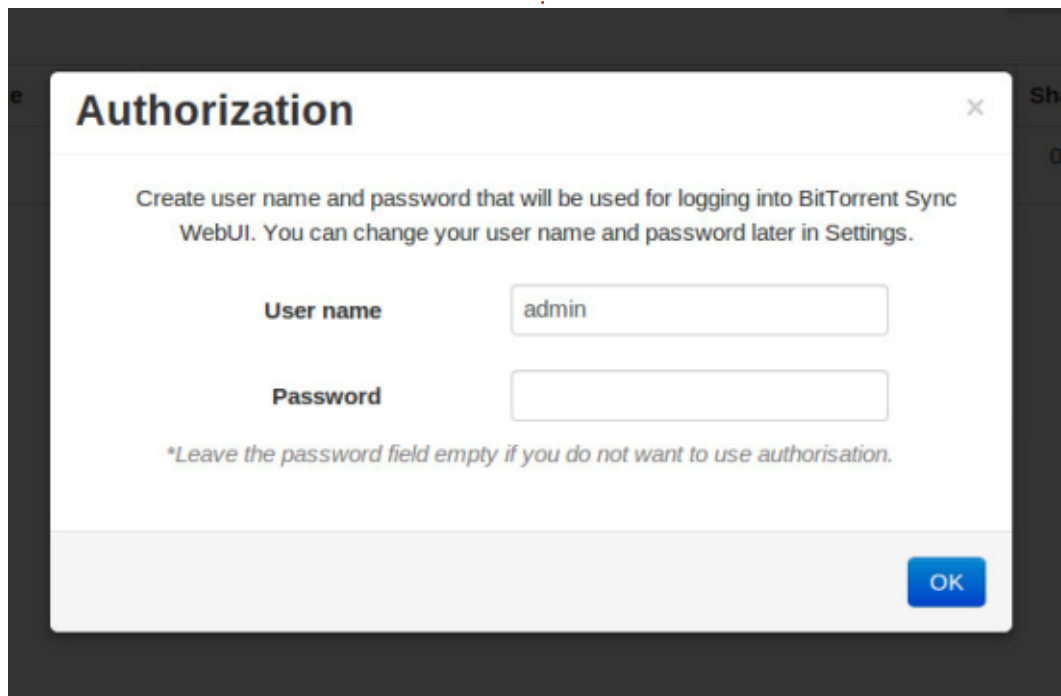 Authorization
×
Create user name and password that will be used for logging into BitTorrent Sync
WebUI. You can change your user name and password later in Settings.
User name
admin
Password
*Leave the password field empty if you do not want to use authorisation.
OK